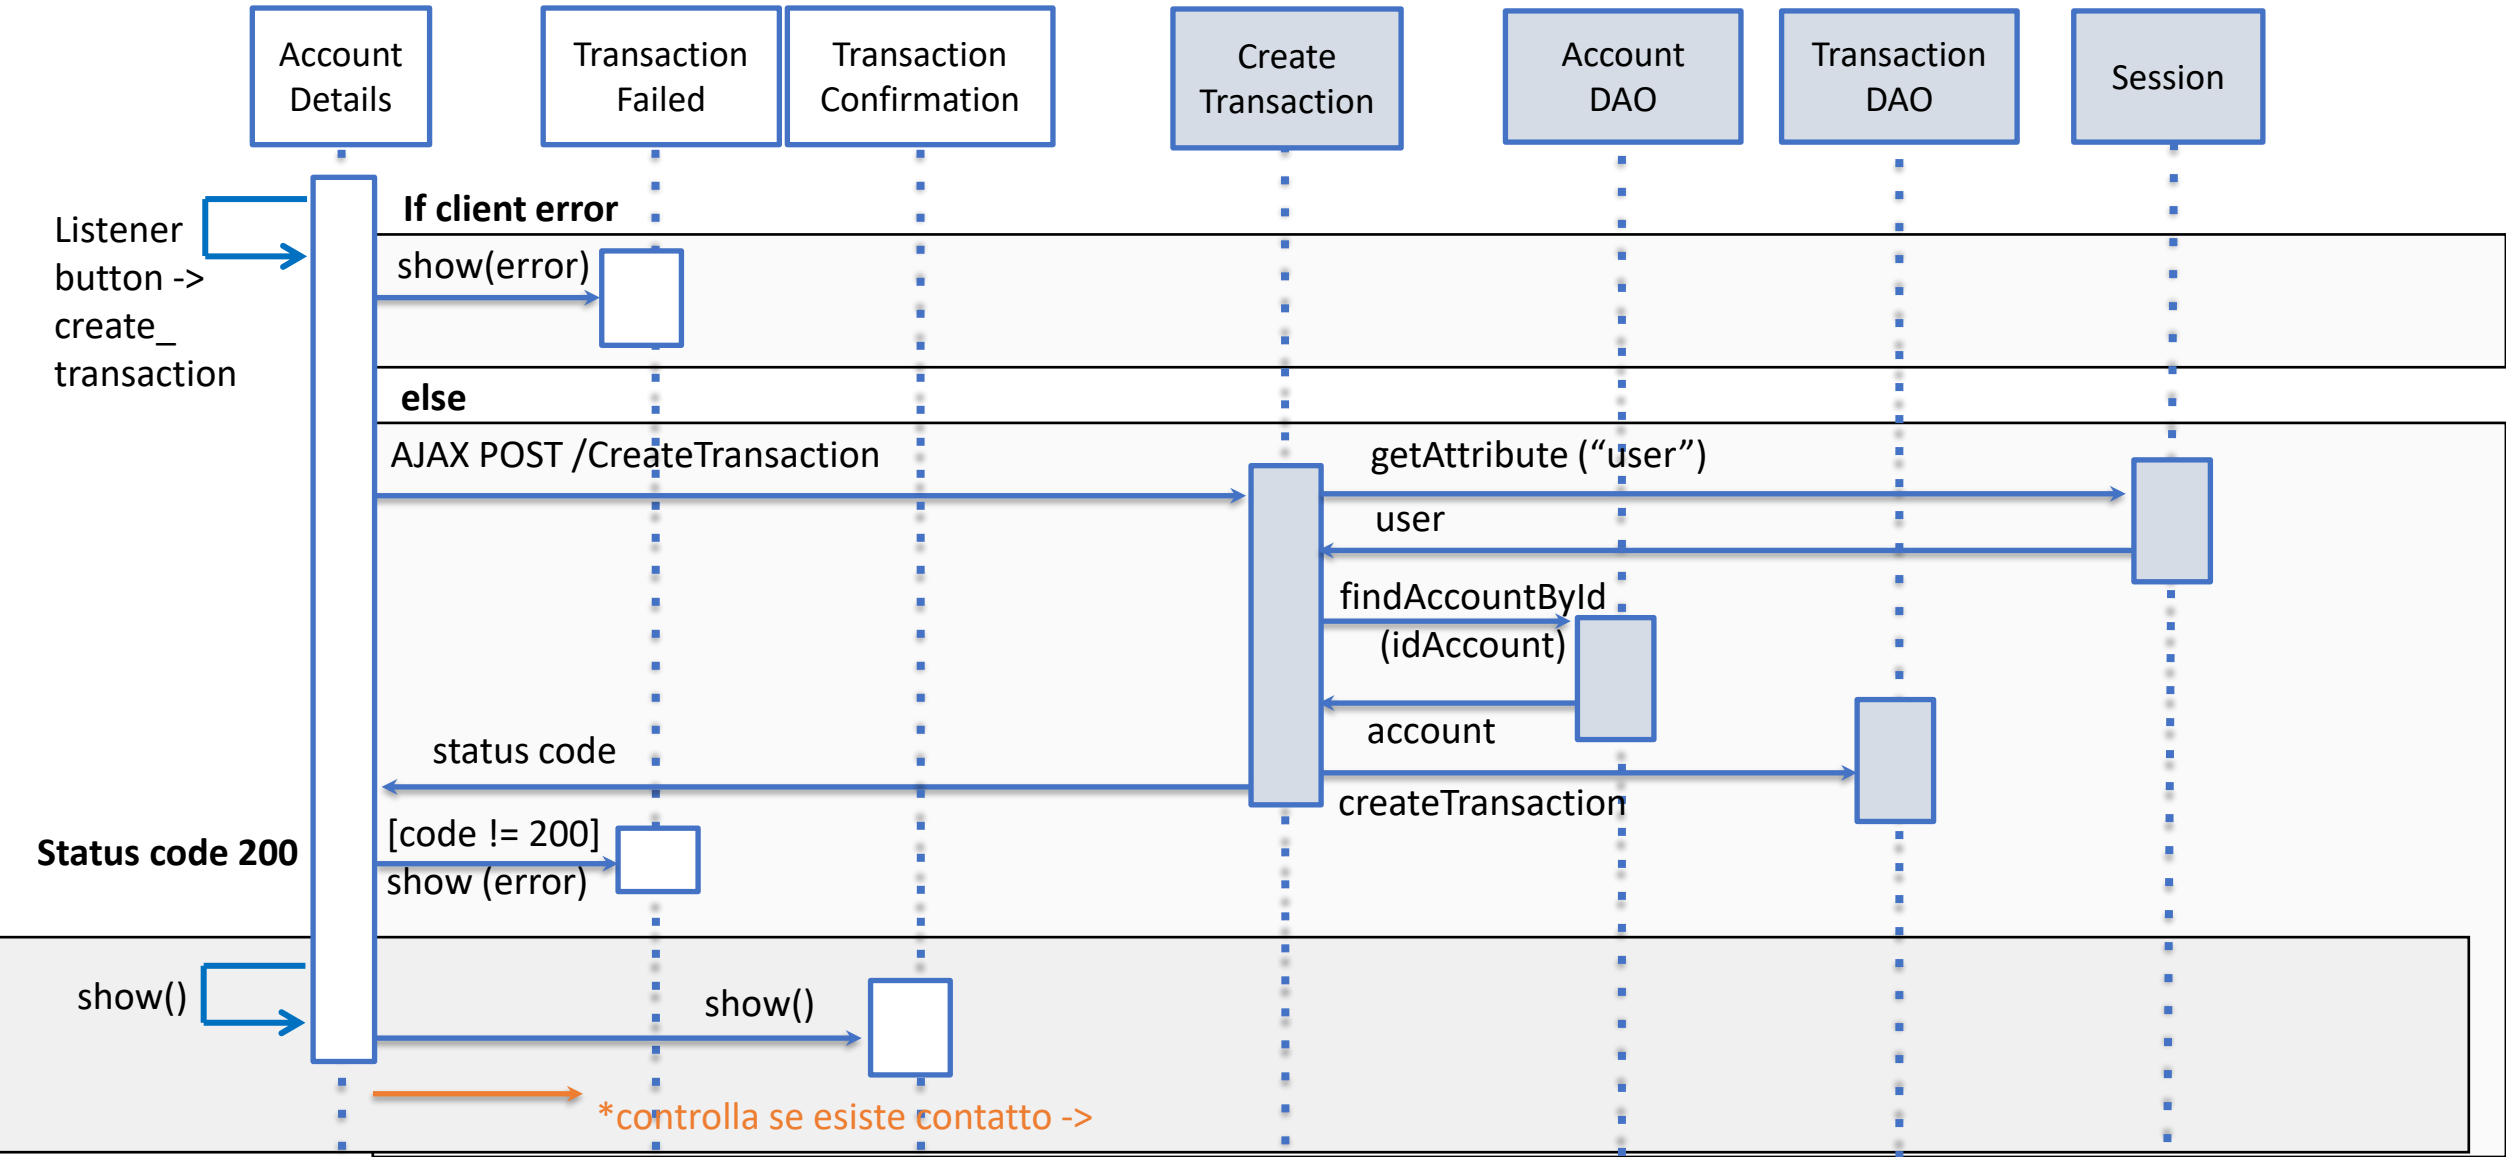 Account
Details
Transaction
Failed
Transaction
Confirmation
Create
Transaction
Account
DAO
Transaction
DAO
Session
Listener
button ->
create_
transaction
If client error
show(error)
else
AJAX POST /CreateTransaction
getAttribute (“user”)
user
findAccountById
(idAccount)
account
status code
createTransaction
[code != 200]
show (error)
Status code 200
show()
show()
*controlla se esiste contatto ->